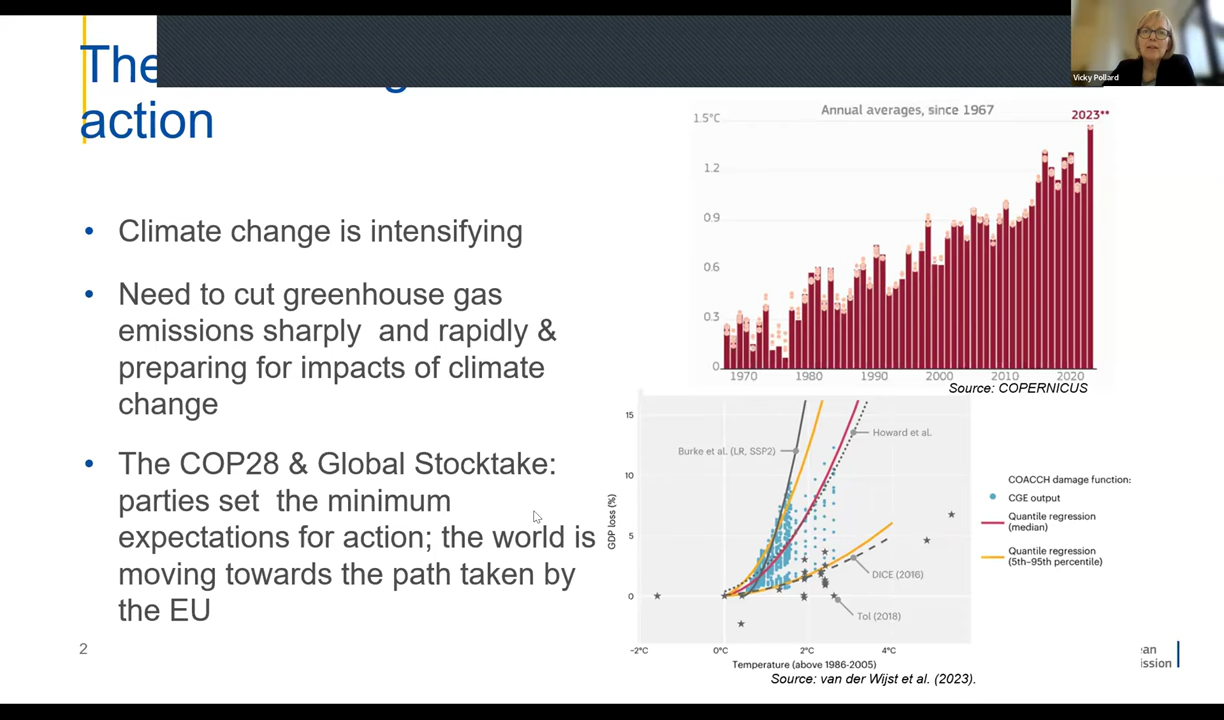 The
action
Vicky Pollard
• Climate change is intensifying
• Need to cut greenhouse gas
emissions sharply and rapidly &
preparing for impacts of climate
change
• The COP28 & Global Stocktake:
parties set the minimum
expectations for action; the world is
moving towards the path taken by
the EU
2
Annual averages, since 1967
2023**
1.5°C
1.2
0.9
0.6
0.3
0
1970 1980 1990 2000 2010 2020
Source: COPERNICUS
15
10
5
0
GDP loss (%)
Burke et al. (LR, SSP2)
Howard et al.
DICE (2016)
Tol (2018)
−2°C 0°C 2°C 4°C
Temperature (above 1986-2005)
COACCH damage function:
CGE output
Quantile regression
(median)
Quantile regression
(5th–95th percentile)
Source: van der Wijst et al. (2023).
ean
ission